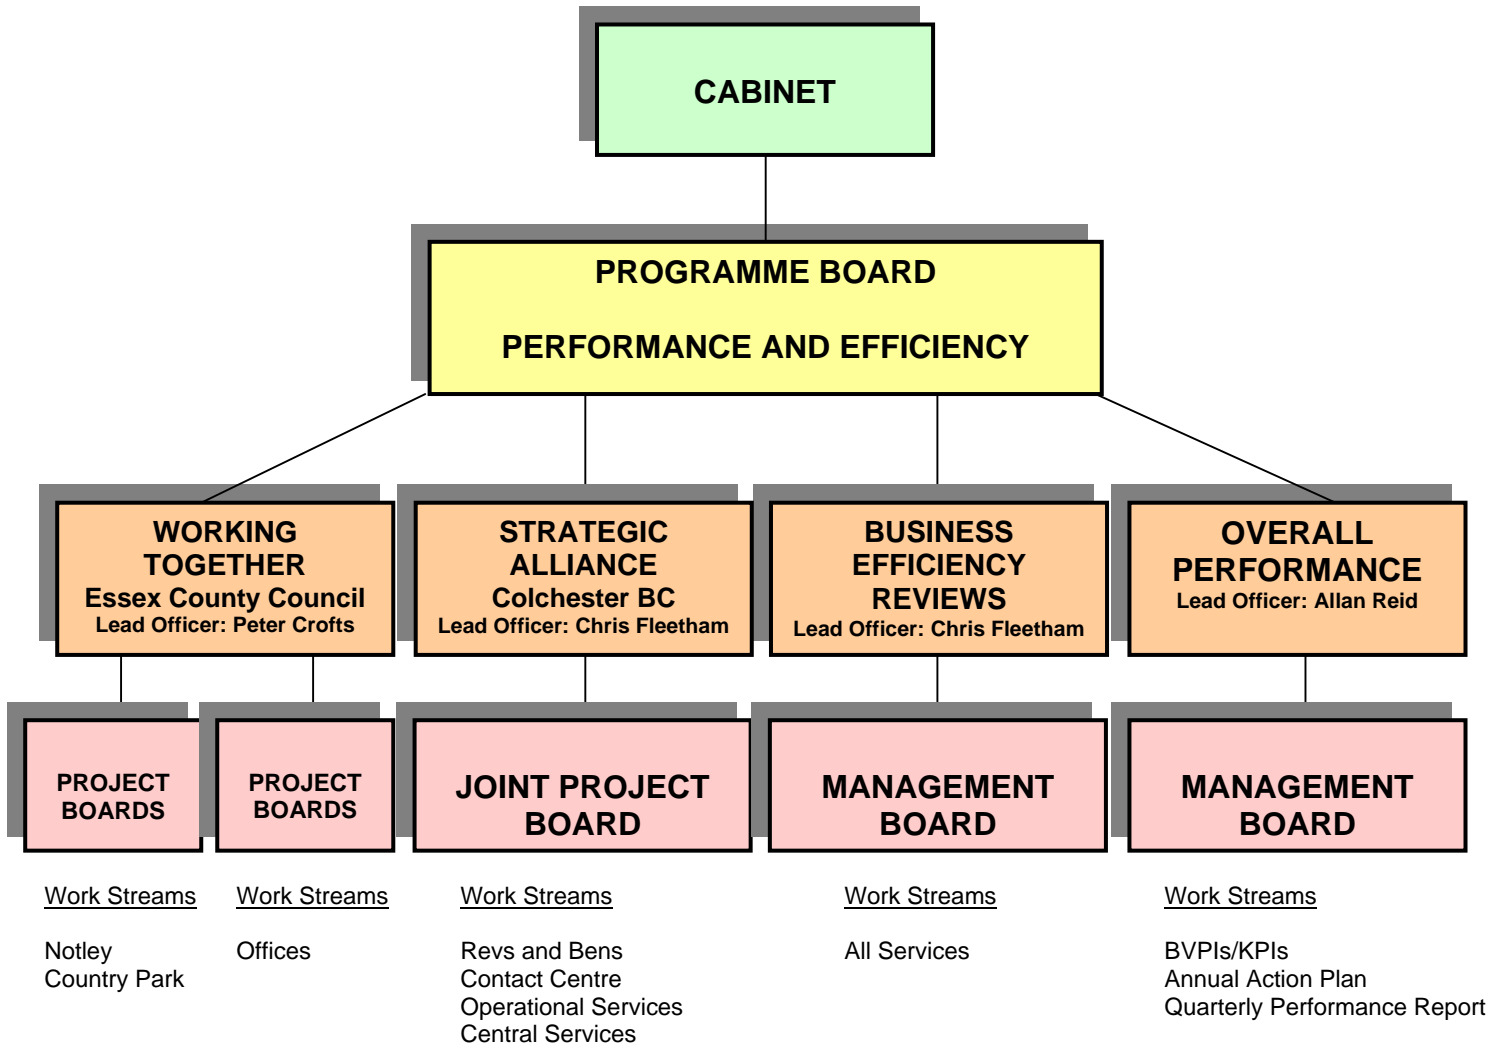 CABINET
PROGRAMME BOARD
PERFORMANCE AND EFFICIENCY
WORKING
TOGETHER
Essex County Council
Lead Officer: Peter Crofts
STRATEGIC
ALLIANCE
Colchester BC
Lead Officer: Chris Fleetham
BUSINESS
EFFICIENCY
REVIEWS
Lead Officer: Chris Fleetham
OVERALL
PERFORMANCE
Lead Officer: Allan Reid
PROJECT
BOARDS
PROJECT
BOARDS
JOINT PROJECT
BOARD
MANAGEMENT
BOARD
MANAGEMENT
BOARD
Work Streams
Notley
Country Park
Work Streams
Offices
Work Streams
Revs and Bens
Contact Centre
Operational Services
Central Services
Work Streams
All Services
Work Streams
BVPIs/KPIs
Annual Action Plan
Quarterly Performance Report